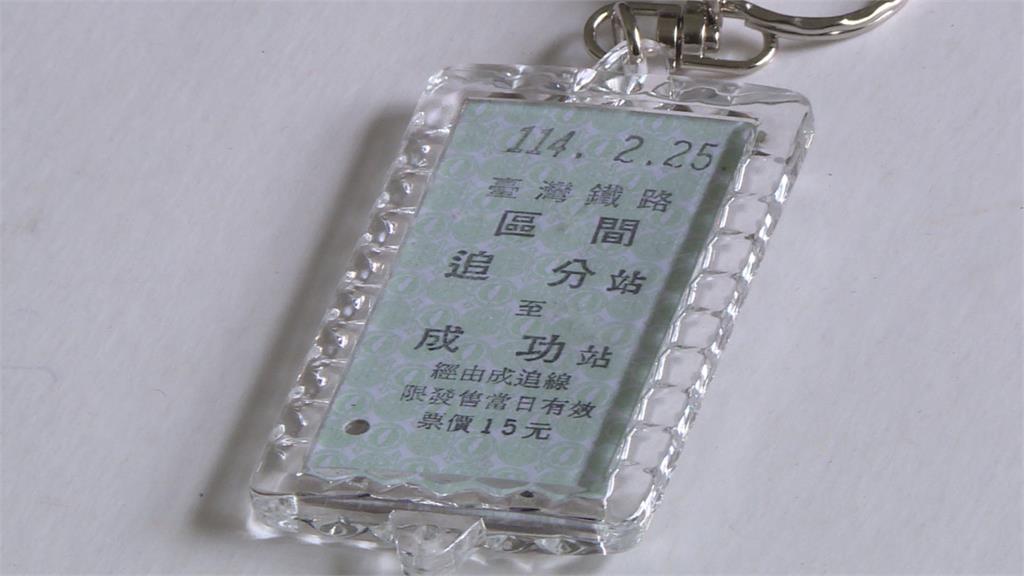 114. 2.25
臺灣鐵路
區間
追分站
至
成功站
經由成追線
限發售當日有效
票價15元